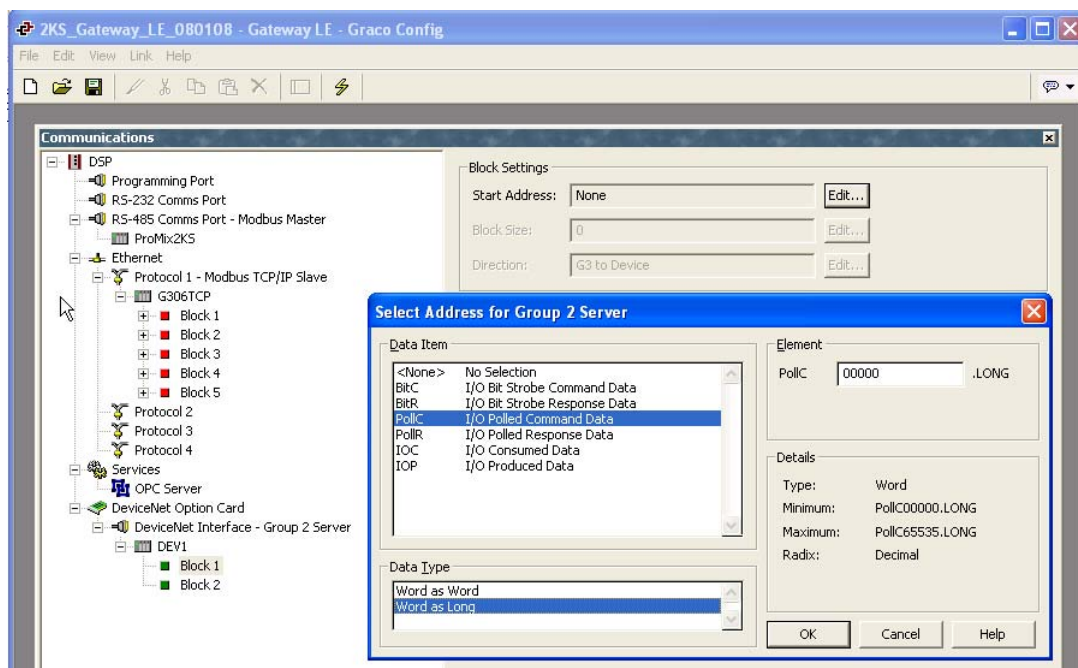 2KS_Gateway_LE_080108 - Gateway LE - Graco Config
File Edit View Link Help
Communications
DSP
Programming Port
RS-232 Comms Port
RS-485 Comms Port - Modbus Master
ProMix2KS
Ethernet
Protocol 1 - Modbus TCP/IP Slave
G306TCP
Block 1
Block 2
Block 3
Block 4
Block 5
Protocol 2
Protocol 3
Protocol 4
Services
OPC Server
DeviceNet Option Card
DeviceNet Interface - Group 2 Server
DEV1
Block 1
Block 2
Block Settings
Start Address: None Edit...
Block Size: 0 Edit...
Direction: G3 to Device Edit...
Select Address for Group 2 Server
Data Item
<None> No Selection
BitC I/O Bit Strobe Command Data
BitR I/O Bit Strobe Response Data
PollC I/O Polled Command Data
PollR I/O Polled Response Data
IOC I/O Consumed Data
IOP I/O Produced Data
Data Type
Word as Word
Word as Long
Element
PollC 00000 .LONG
Details
Type: Word
Minimum: PollC00000.LONG
Maximum: PollC65535.LONG
Radix: Decimal
OK Cancel Help